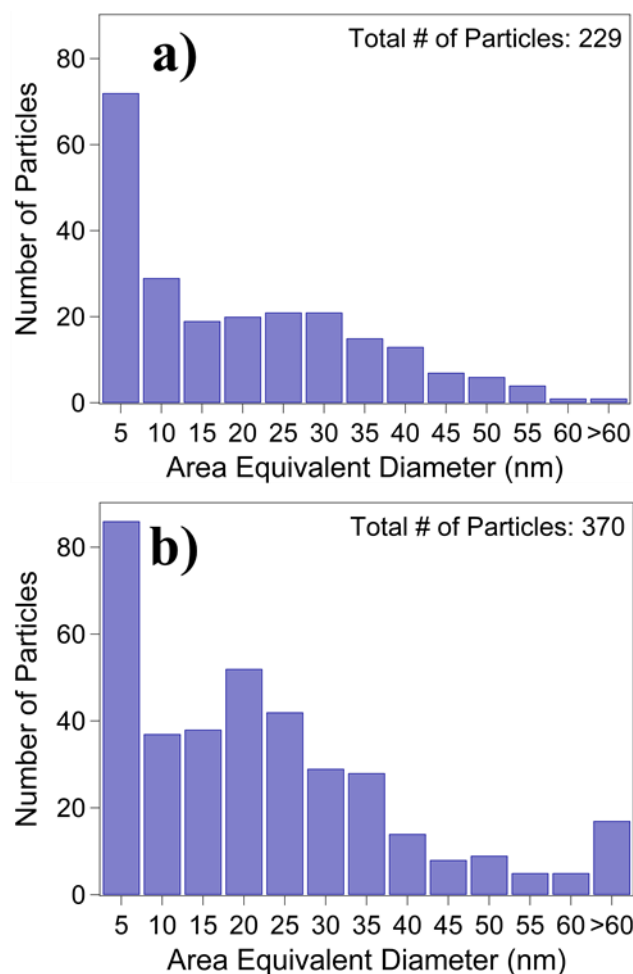 Total # of Particles: 229
a)
80
60
40
20
0
Number of Particles
5 10 15 20 25 30 35 40 45 50 55 60 >60
Area Equivalent Diameter (nm)
Total # of Particles: 370
b)
80
60
40
20
0
Number of Particles
5 10 15 20 25 30 35 40 45 50 55 60 >60
Area Equivalent Diameter (nm)